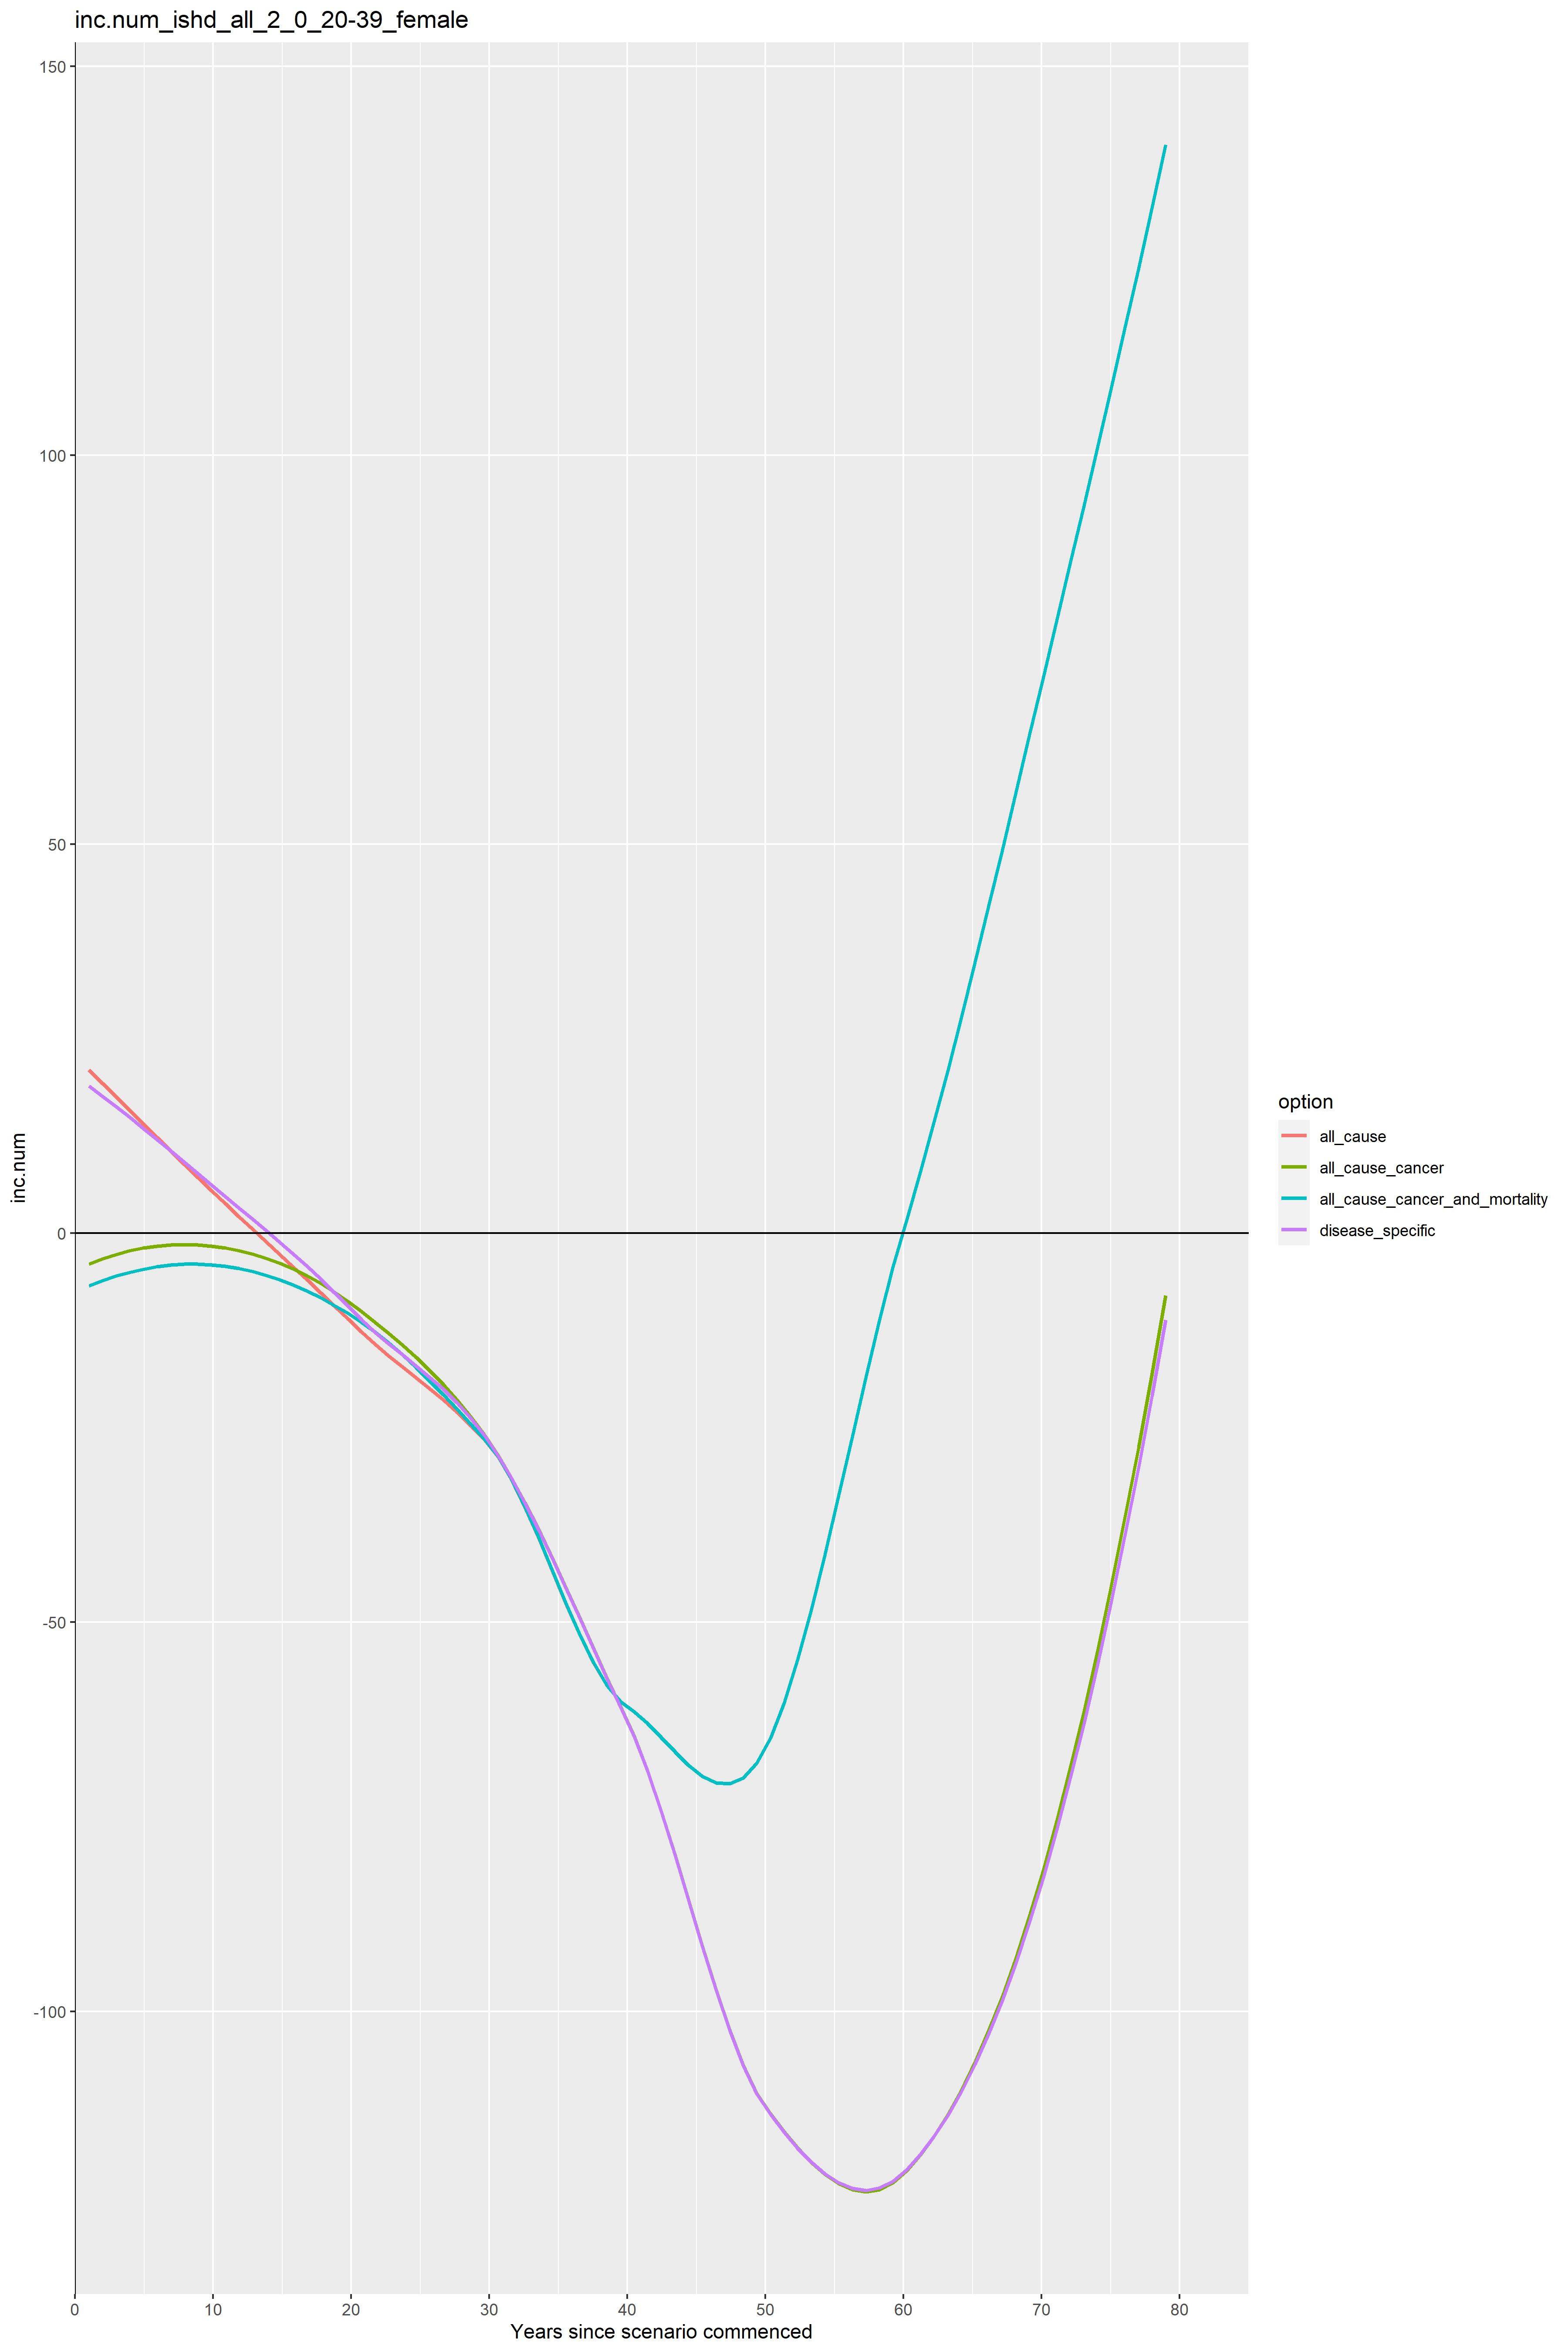 inc.num_ishd_all_2_0_20-39_female
150
100
50
0
-50
-100
inc.num
0 10 20 30 40 50 60 70 80
Years since scenario commenced
option
all_cause
all_cause_cancer
all_cause_cancer_and_mortality
disease_specific